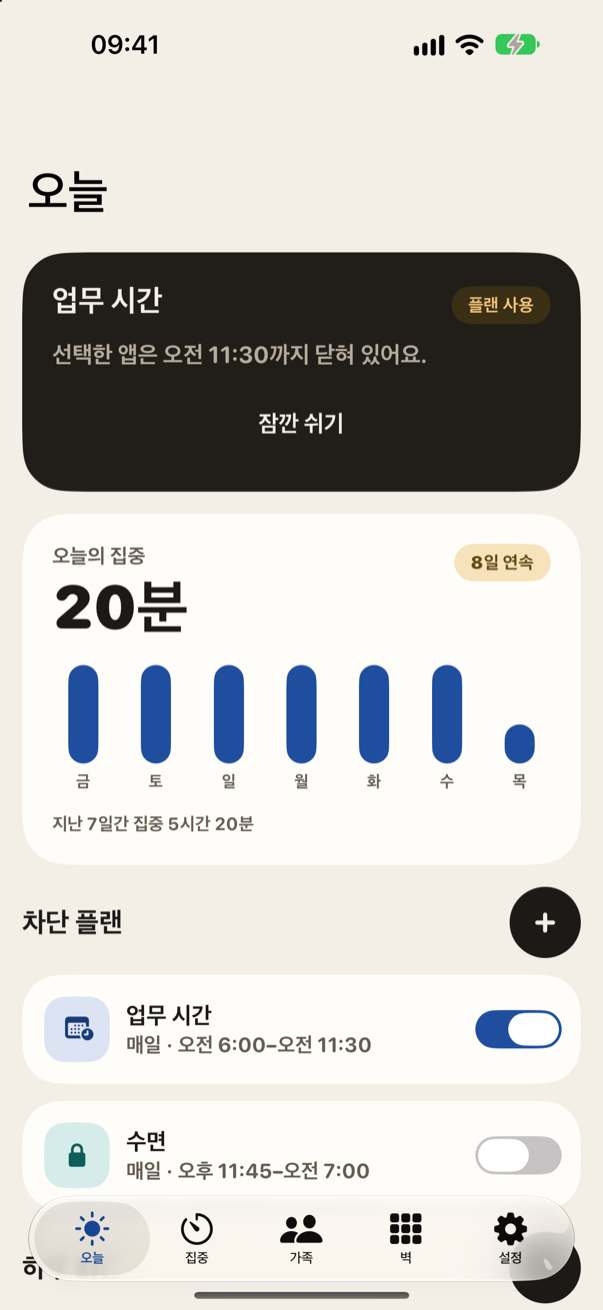 09:41
오늘
업무 시간
플랜 사용
선택한 앱은 오전 11:30까지 닫혀 있어요.
잠깐 쉬기
오늘의 집중
8일 연속
20분
금 토 일 월 화 수 목
지난 7일간 집중 5시간 20분
차단 플랜
업무 시간
매일 · 오전 6:00–오전 11:30
수면
매일 · 오후 11:45–오전 7:00
오늘 집중 가족 벽 설정